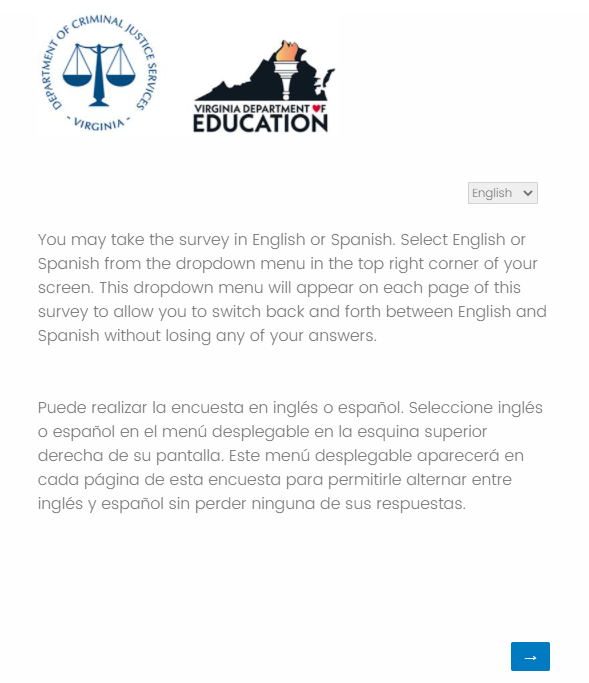 DEPARTMENT OF CRIMINAL JUSTICE SERVICES
- VIRGINIA -
VIRGINIA DEPARTMENT OF
EDUCATION
English
You may take the survey in English or Spanish. Select English or
Spanish from the dropdown menu in the top right corner of your
screen. This dropdown menu will appear on each page of this
survey to allow you to switch back and forth between English and
Spanish without losing any of your answers.
Puede realizar la encuesta en inglés o español. Seleccione inglés
o español en el menú desplegable en la esquina superior
derecha de su pantalla. Este menú desplegable aparecerá en
cada página de esta encuesta para permitirle alternar entre
inglés y español sin perder ninguna de sus respuestas.
→